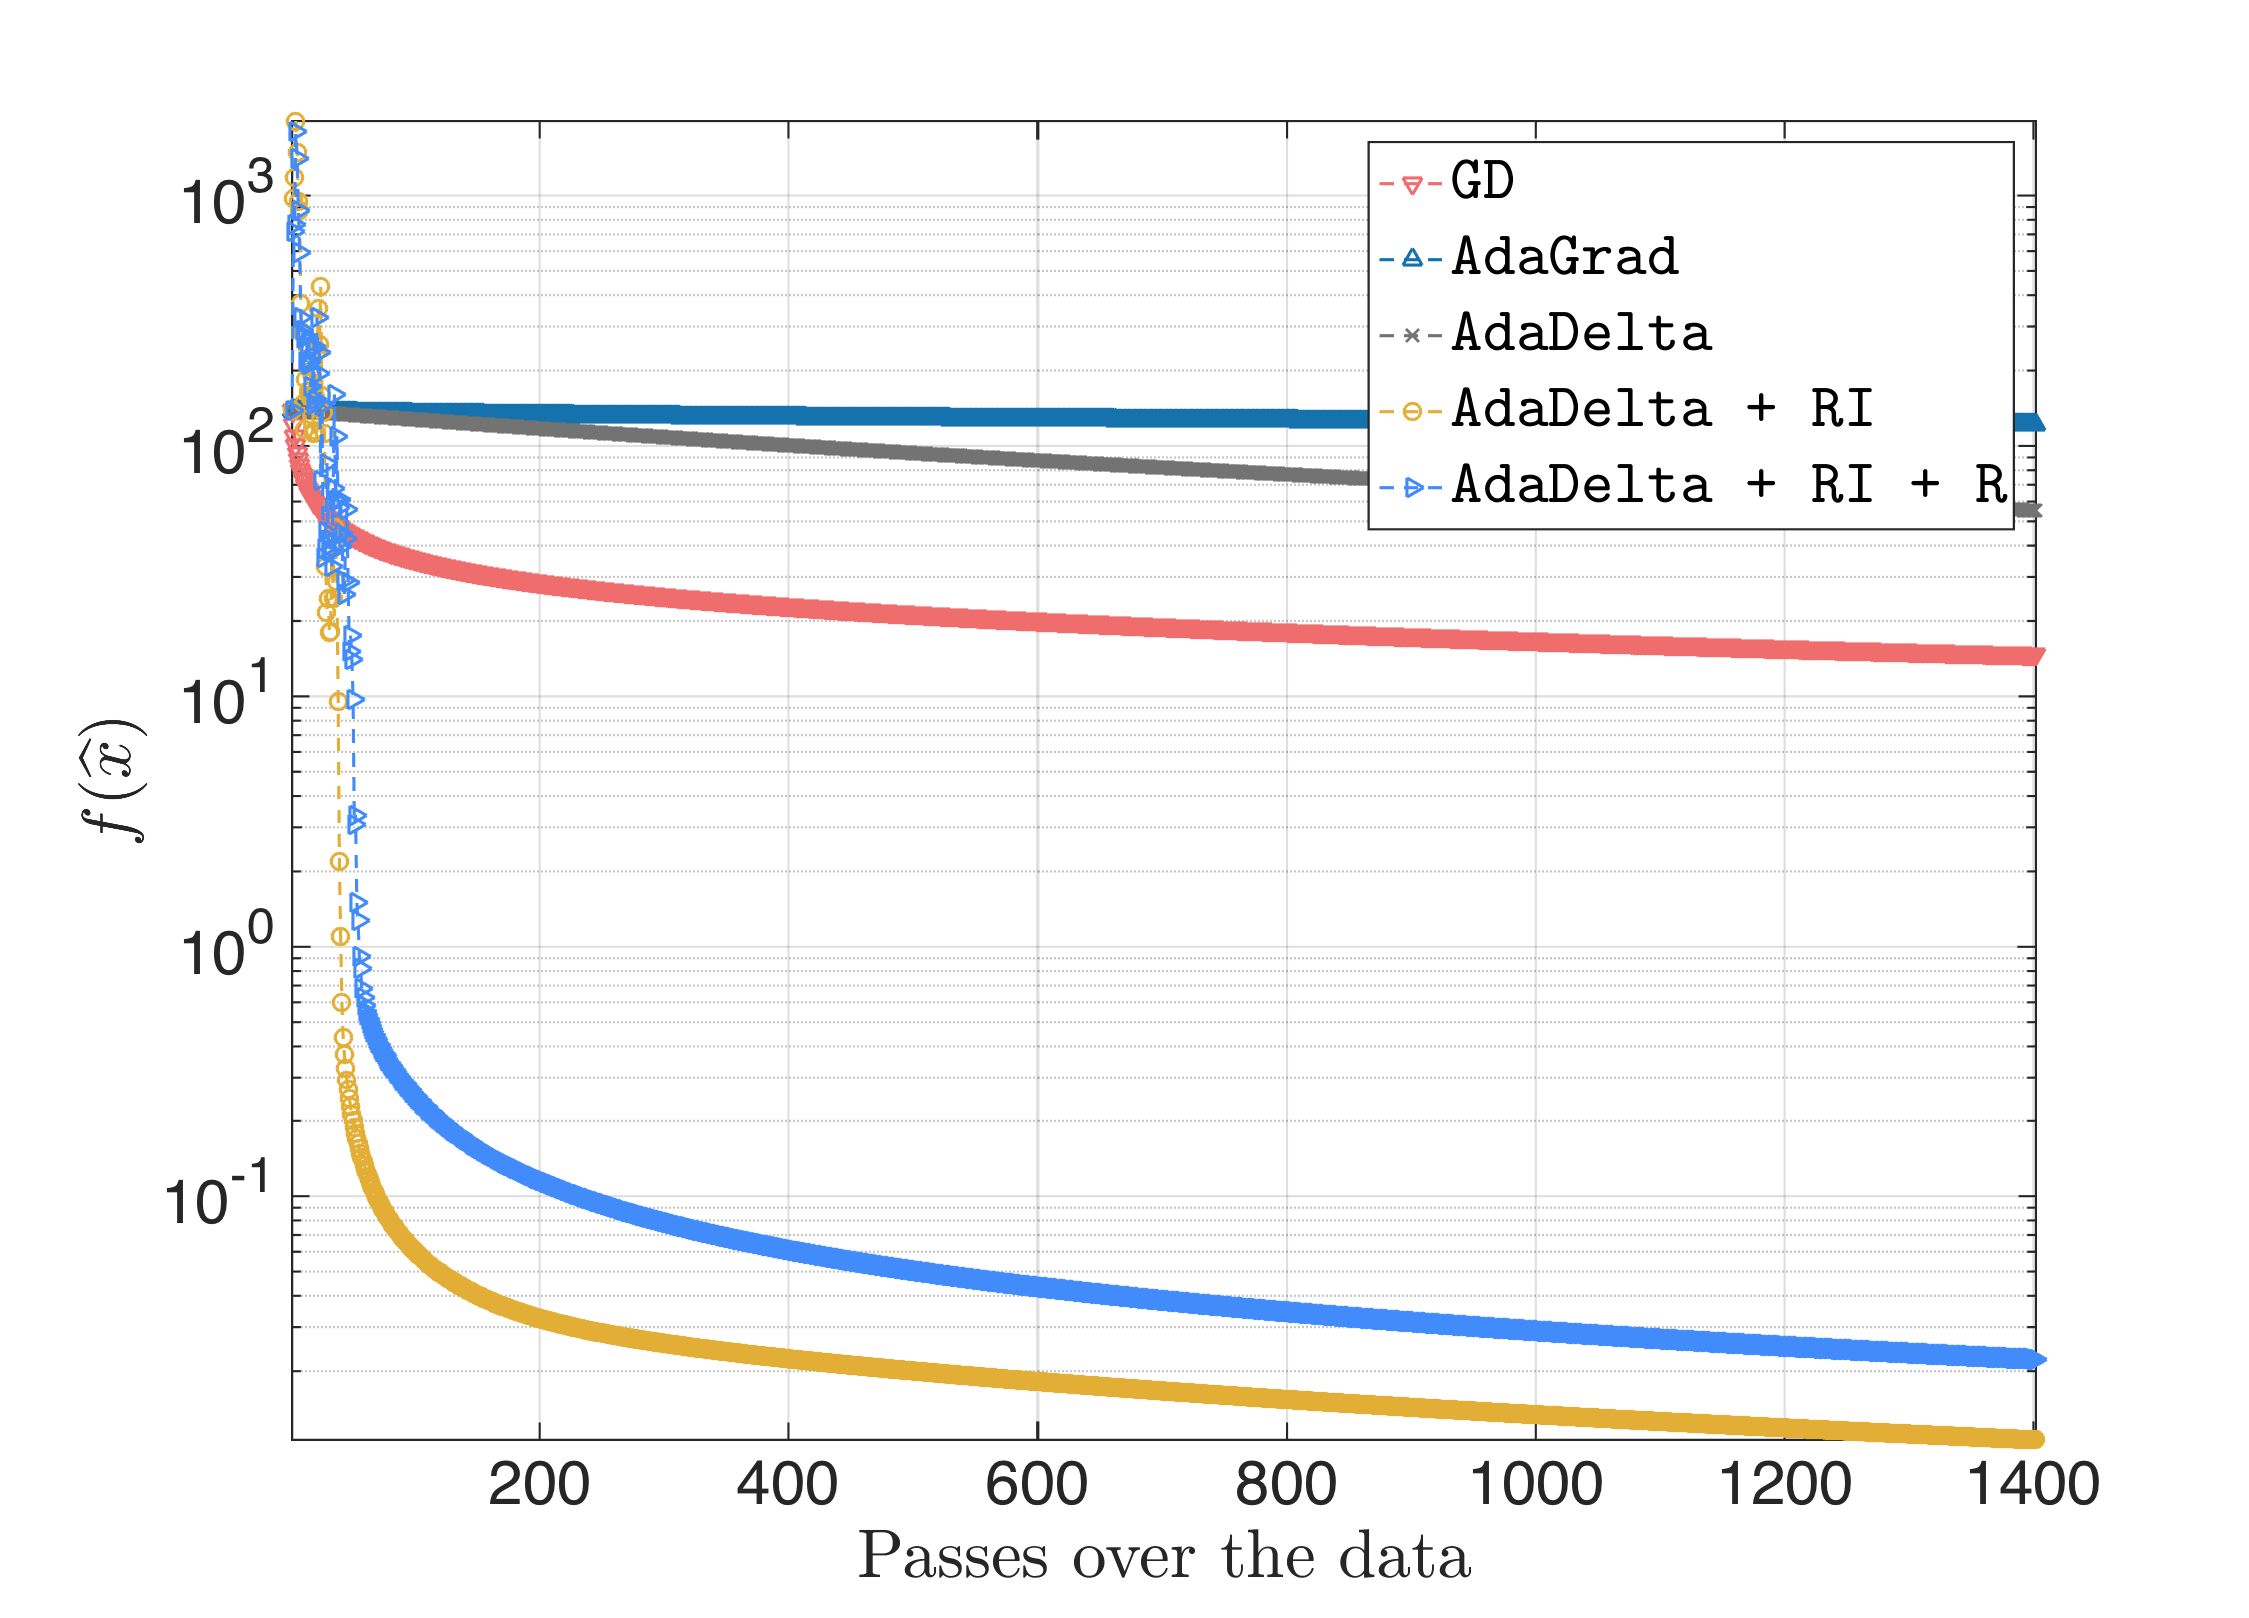 GD
AdaGrad
AdaDelta
AdaDelta + RI
AdaDelta + RI + R
10^3
10^2
10^1
10^0
10^-1
f(x̂)
200 400 600 800 1000 1200 1400
Passes over the data